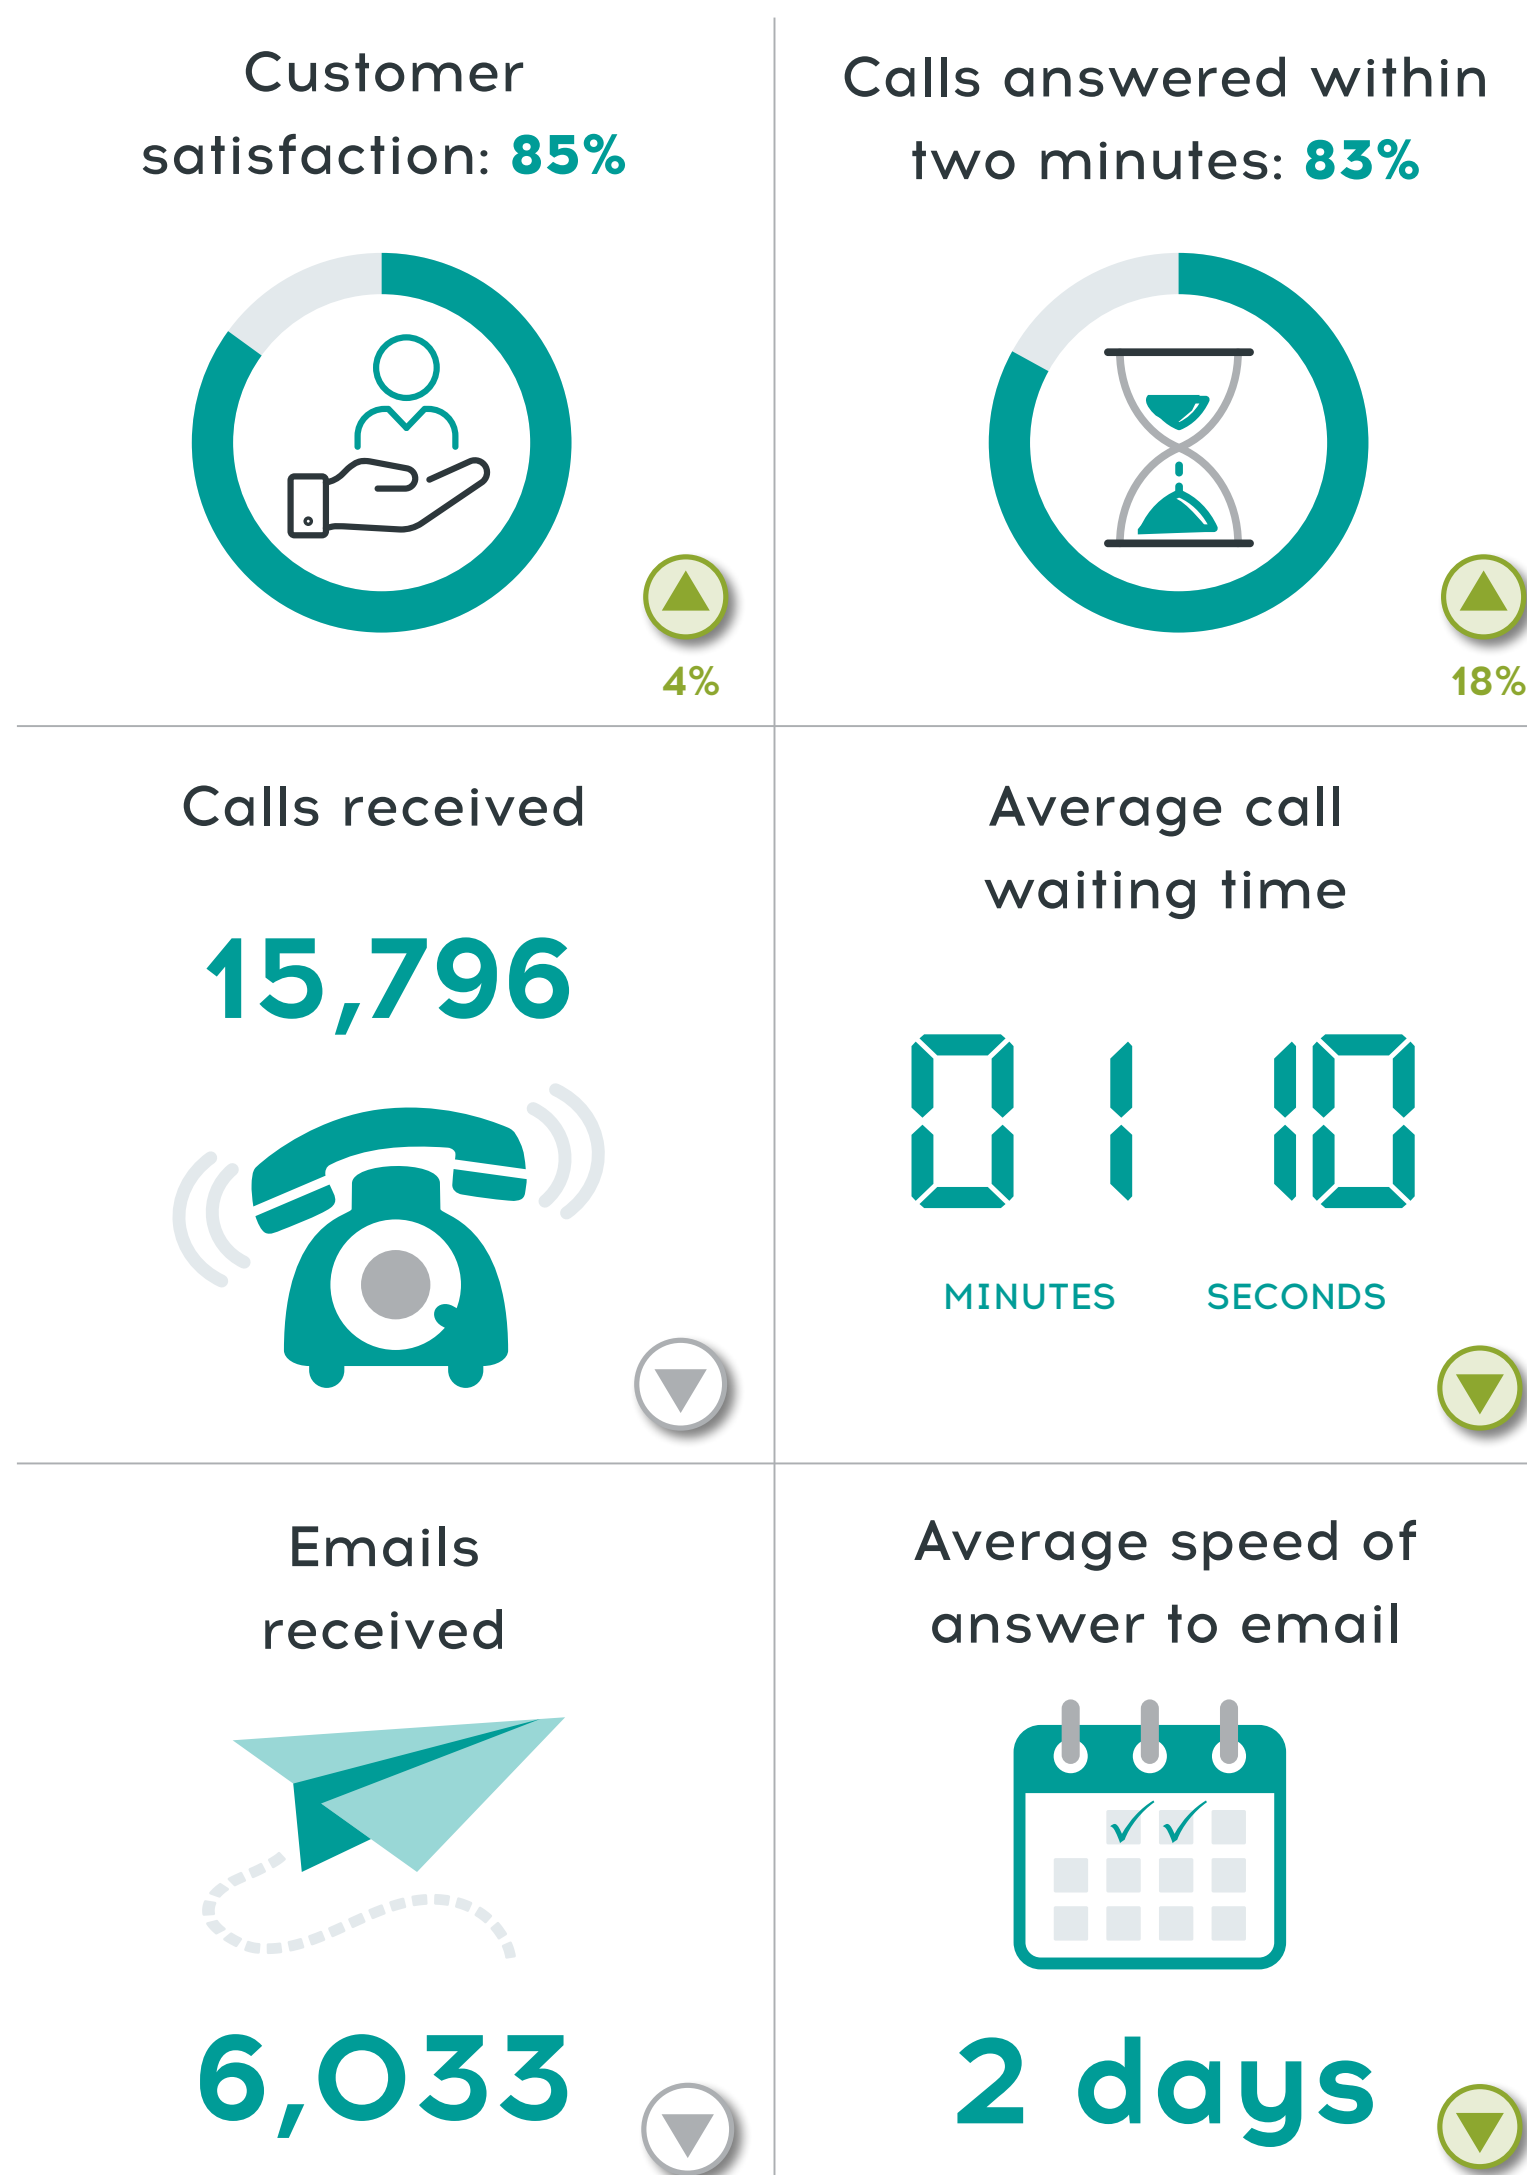 Customer
satisfaction: 85%
4%
Calls answered within
two minutes: 83%
18%
Calls received
15,796
Average call
waiting time
01 10
MINUTES SECONDS
Emails
received
6,033
Average speed of
answer to email
2 days